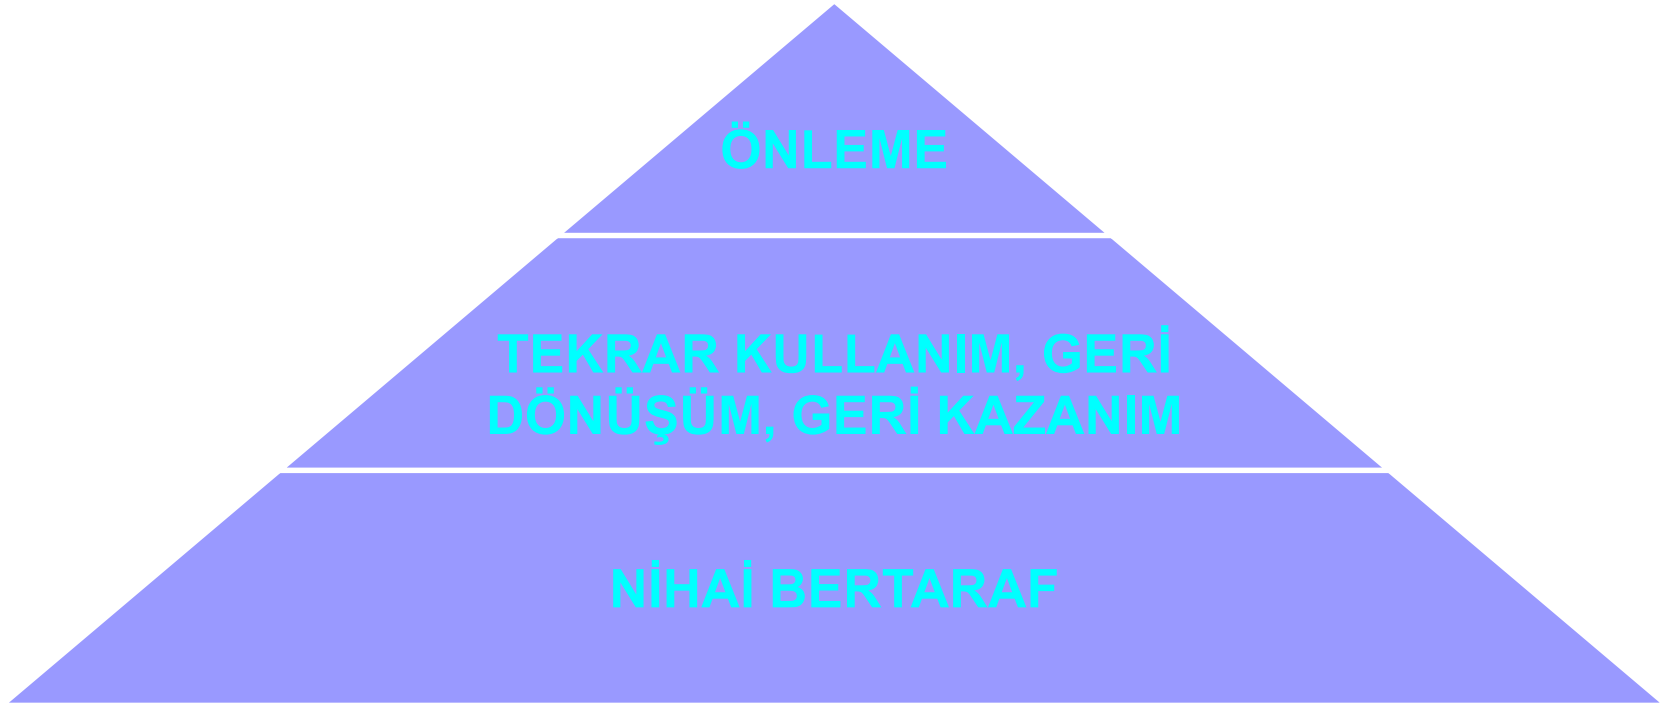 ÖNLEME
TEKRAR KULLANIM, GERİ
DÖNÜŞÜM, GERİ KAZANIM
NİHAİ BERTARAF